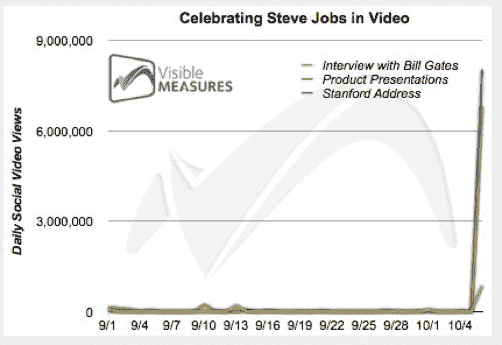 Celebrating Steve Jobs in Video
9,000,000
Visible
MEASURES
Interview with Bill Gates
Product Presentations
Stanford Address
6,000,000
Daily Social Video Views
3,000,000
0
9/1 9/4 9/7 9/10 9/13 9/16 9/19 9/22 9/25 9/28 10/1 10/4